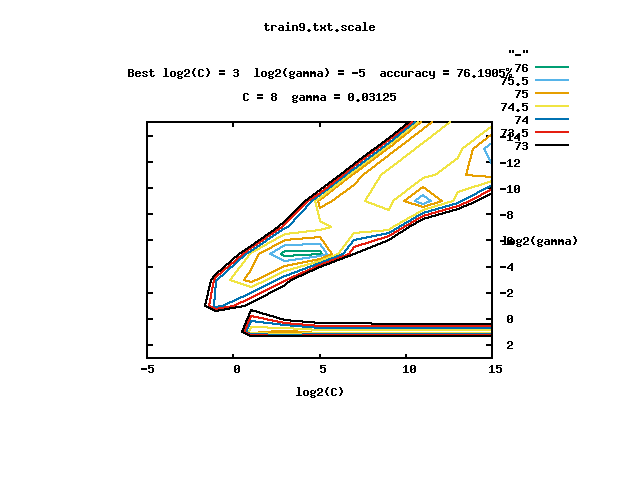 train9.txt.scale
"-"
Best log2(C) = 3  log2(gamma) = -5  accuracy = 76.1905%
76
75.5
75
C = 8  gamma = 0.03125
74.5
74
73.5
73
-14
-12
-10
-8
-6
log2(gamma)
-4
-2
0
2
-5 0 5 10 15
log2(C)